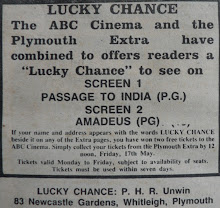 LUCKY CHANCE
The ABC Cinema and the
Plymouth Extra have
combined to offers readers a
"Lucky Chance" to see on
SCREEN 1
PASSAGE TO INDIA (P.G.)
SCREEN 2
AMADEUS (PG)
If your name and address appears with the words LUCKY CHANCE
beside it on any of the Extra pages, you have won two free tickets to the
ABC Cinema. Simply collect your tickets from the Plymouth Extra by 12
noon, Friday, 17th May.
Tickets valid Monday to Friday, subject to availability of seats.
Tickets must be used within seven days.
LUCKY CHANCE: P. H. R. Unwin
83 Newcastle Gardens, Whitleigh, Plymouth